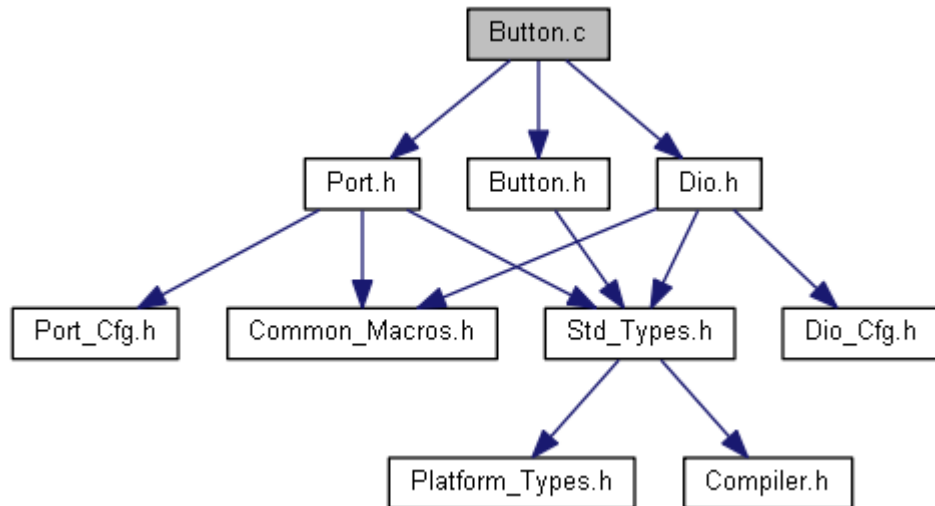 Button.c
Port.h
Button.h
Dio.h
Port_Cfg.h
Common_Macros.h
Std_Types.h
Dio_Cfg.h
Platform_Types.h
Compiler.h